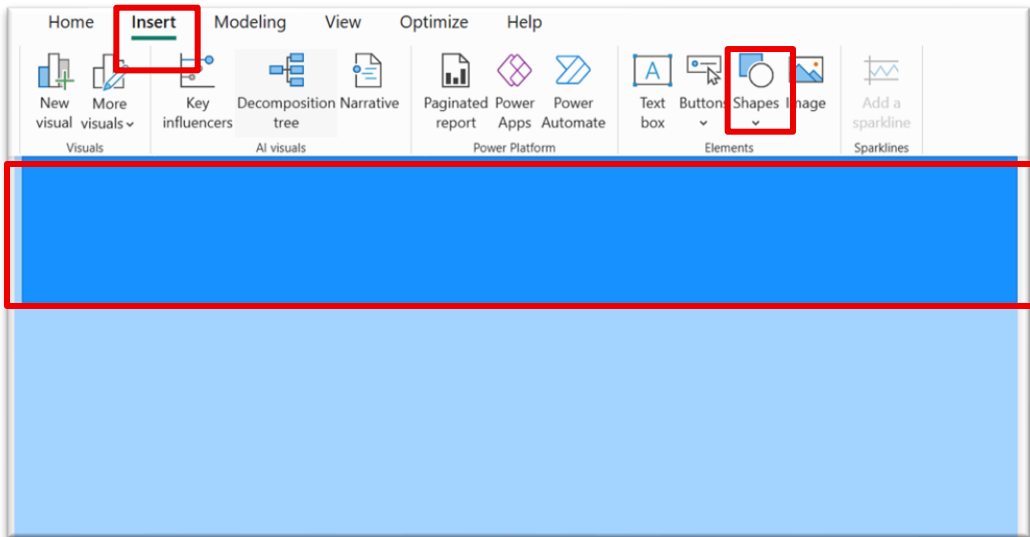 Home Insert Modeling View Optimize Help
New visual
More visuals
Key influencers
Decomposition tree
Narrative
Paginated report
Power Apps
Power Automate
A
Text box
Buttons
Shapes
Image
Add a sparkline
Visuals
AI visuals
Power Platform
Elements
Sparklines